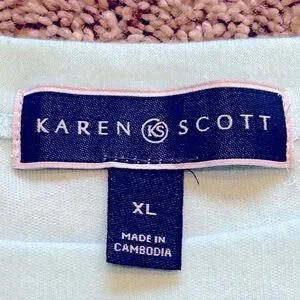 KAREN KS SCOTT
XL
MADE IN
CAMBODIA